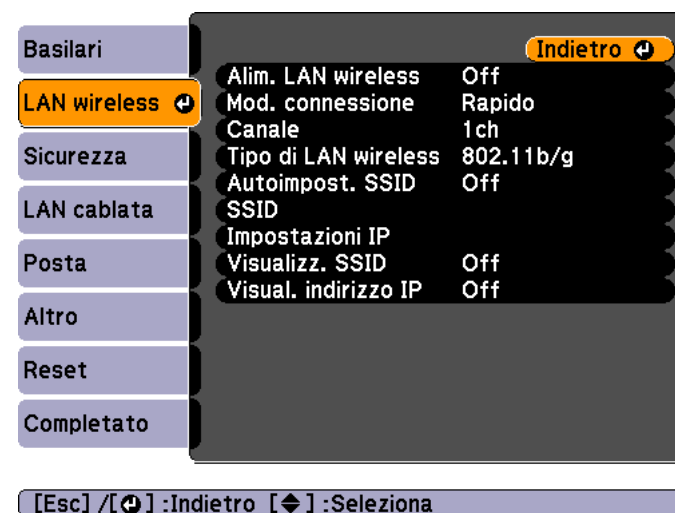 Basilari
LAN wireless
Sicurezza
LAN cablata
Posta
Altro
Reset
Completato
Indietro
Alim. LAN wireless Off
Mod. connessione Rapido
Canale 1ch
Tipo di LAN wireless 802.11b/g
Autoimpost. SSID Off
SSID
Impostazioni IP
Visualizz. SSID Off
Visual. indirizzo IP Off
[Esc] /[⏎] :Indietro [◆] :Seleziona